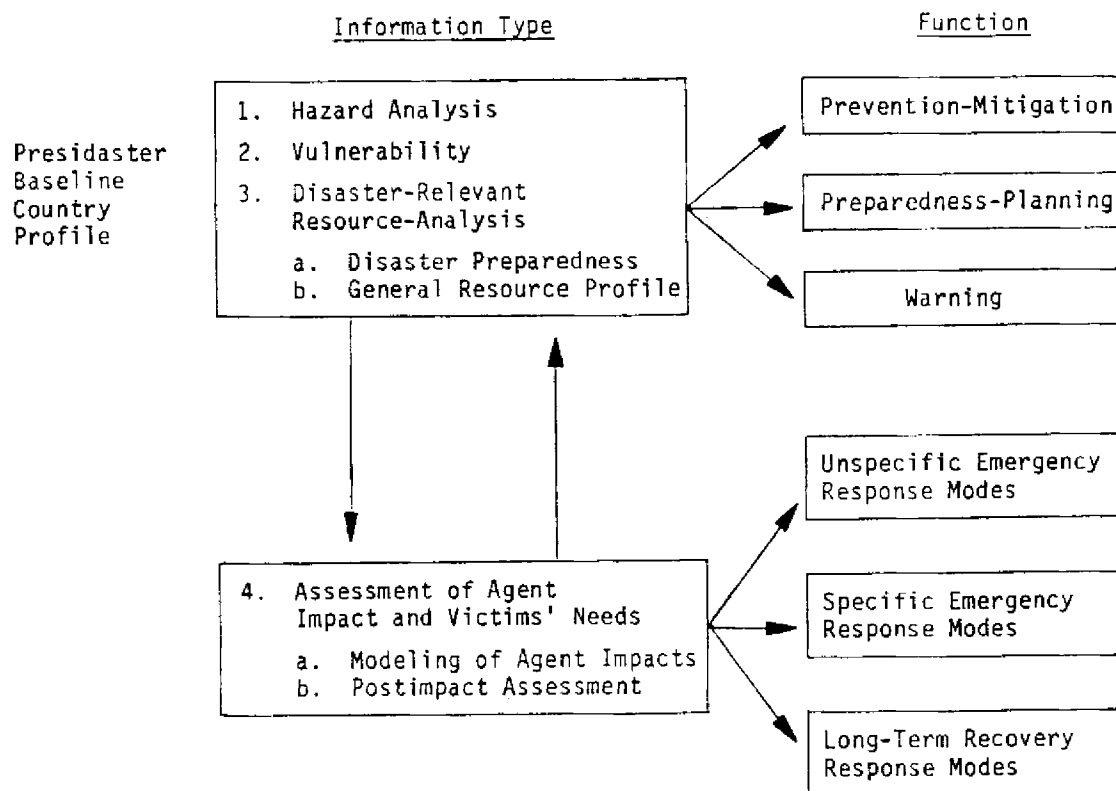 Information Type
Function
Presidaster
Baseline
Country
Profile
1. Hazard Analysis
2. Vulnerability
3. Disaster-Relevant
Resource-Analysis
a. Disaster Preparedness
b. General Resource Profile
Prevention-Mitigation
Preparedness-Planning
Warning
4. Assessment of Agent
Impact and Victims' Needs
a. Modeling of Agent Impacts
b. Postimpact Assessment
Unspecific Emergency
Response Modes
Specific Emergency
Response Modes
Long-Term Recovery
Response Modes